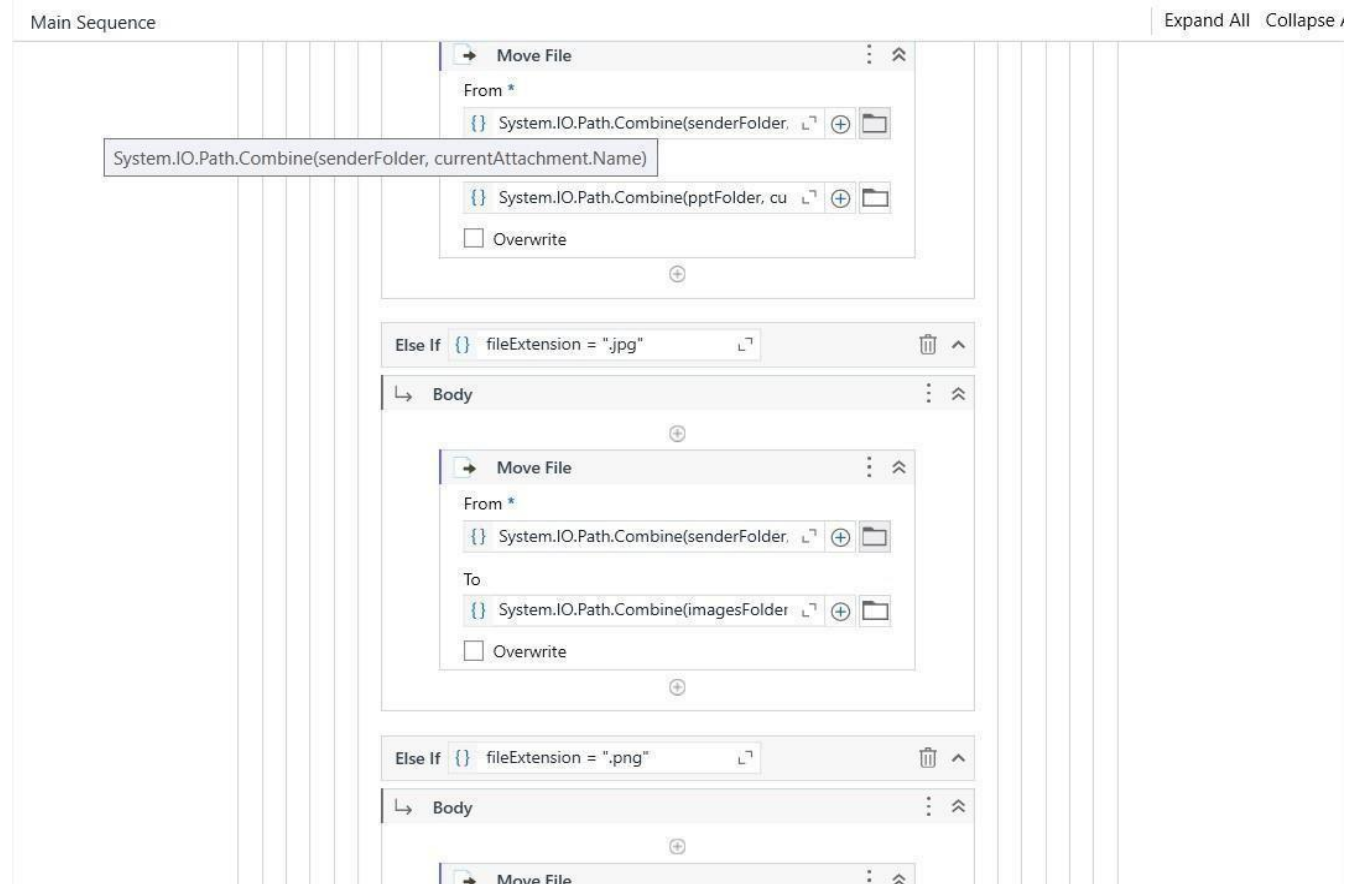 Main Sequence
Expand All Collapse
Move File
From *
{} System.IO.Path.Combine(senderFolder,
System.IO.Path.Combine(senderFolder, currentAttachment.Name)
{} System.IO.Path.Combine(pptFolder, cu
Overwrite
Else If {} fileExtension = ".jpg"
Body
Move File
From *
{} System.IO.Path.Combine(senderFolder,
To
{} System.IO.Path.Combine(imagesFolder
Overwrite
Else If {} fileExtension = ".png"
Body
Move File